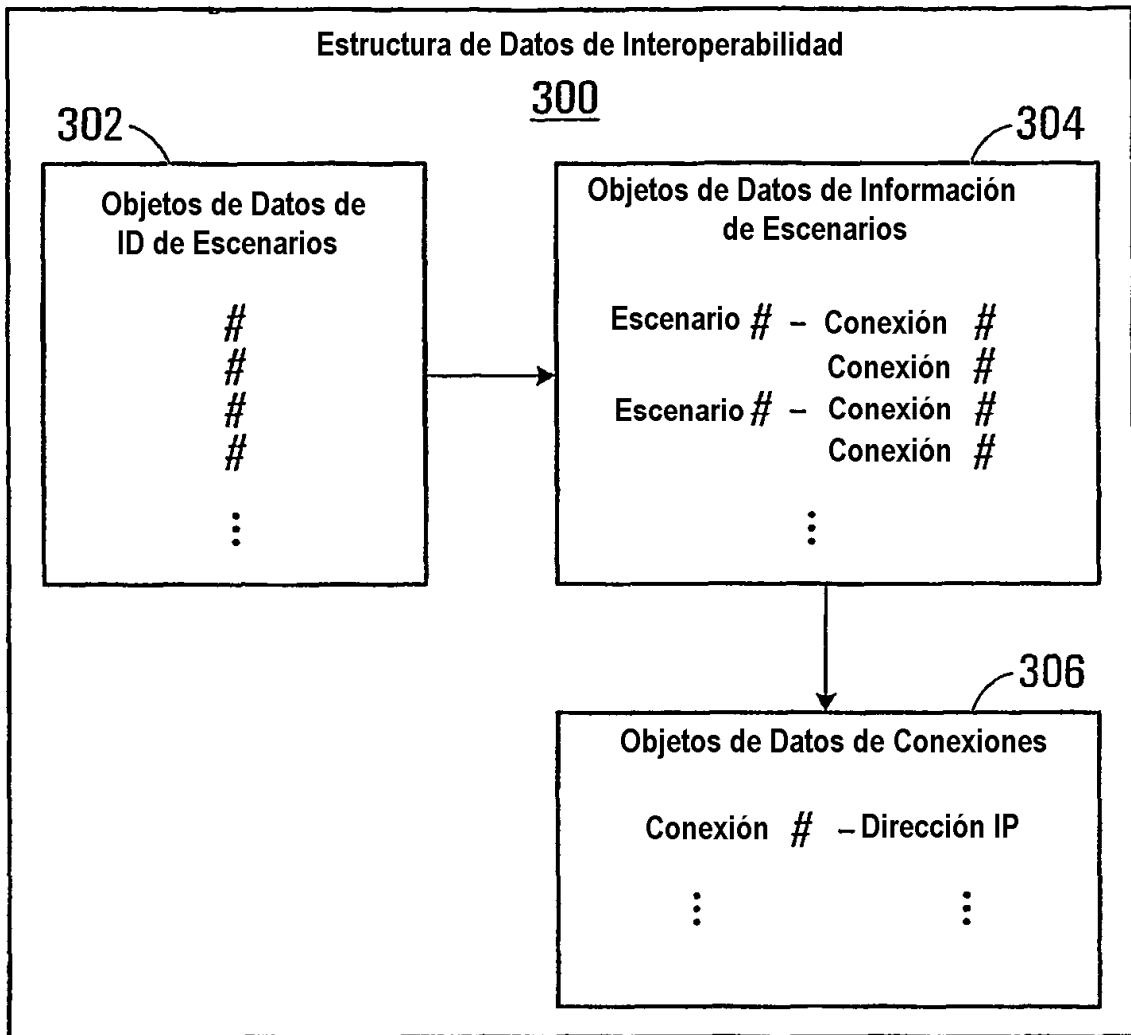 Estructura de Datos de Interoperabilidad
300
302
Objetos de Datos de
ID de Escenarios
#
#
#
#
⋮
304
Objetos de Datos de Información
de Escenarios
Escenario # – Conexión #
Conexión #
Escenario # – Conexión #
Conexión #
⋮
306
Objetos de Datos de Conexiones
Conexión # – Dirección IP
⋮ ⋮